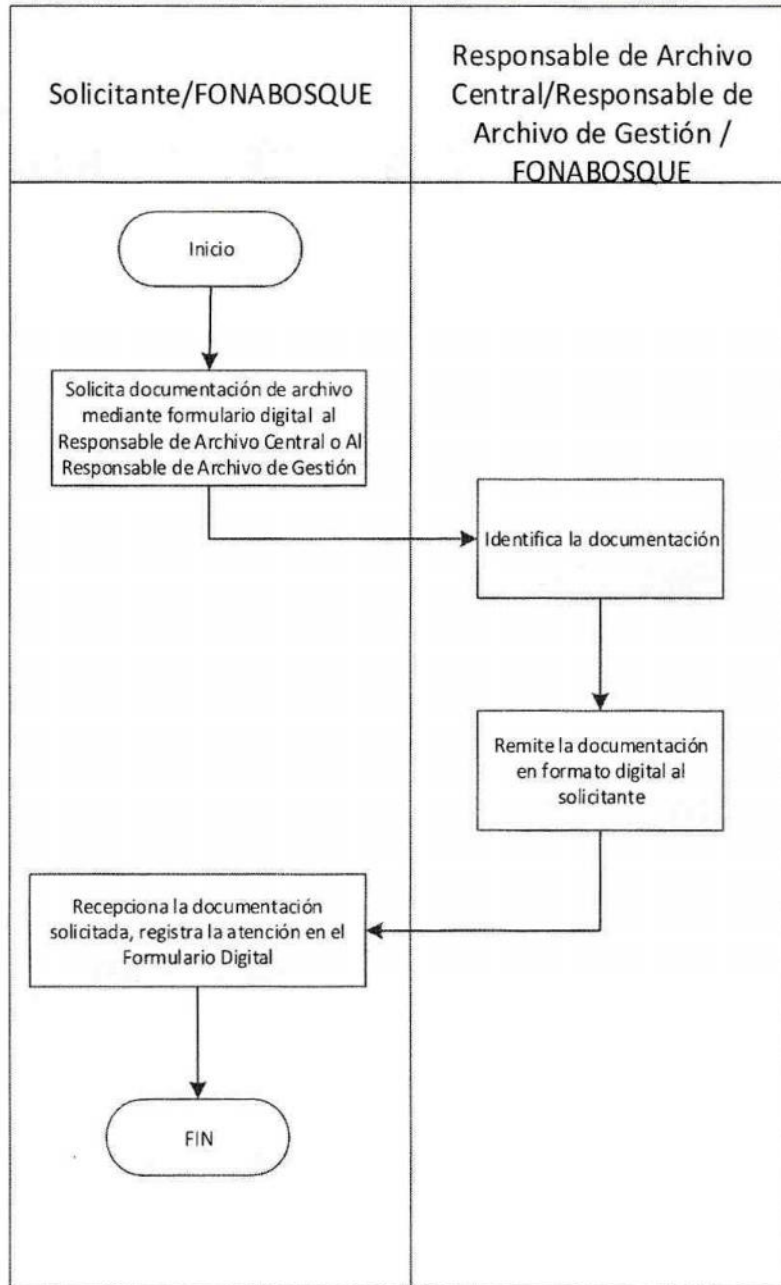 Solicitante/FONABOSQUE
Responsable de Archivo
Central/Responsable de
Archivo de Gestión /
FONABOSQUE
Inicio
Solicita documentación de archivo
mediante formulario digital al
Responsable de Archivo Central o Al
Responsable de Archivo de Gestión
Identifica la documentación
Remite la documentación
en formato digital al
solicitante
Recepciona la documentación
solicitada, registra la atención en el
Formulario Digital
FIN